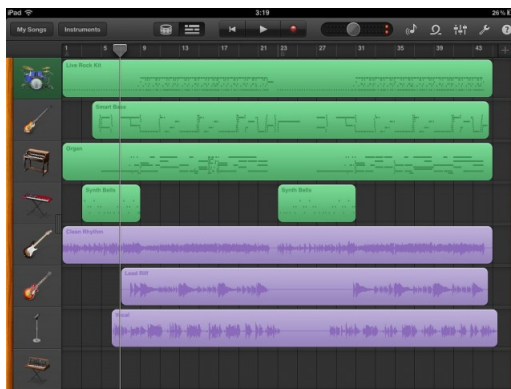 iPad 3:19 26%
My Songs Instruments
1 5 9 13 17 21 23 27 31 35 39 43
A B
Live Rock Kit
Smart Bass
Organ
Synth Bells Synth Bells
Clean Rhythm
Lead Riff
Vocal